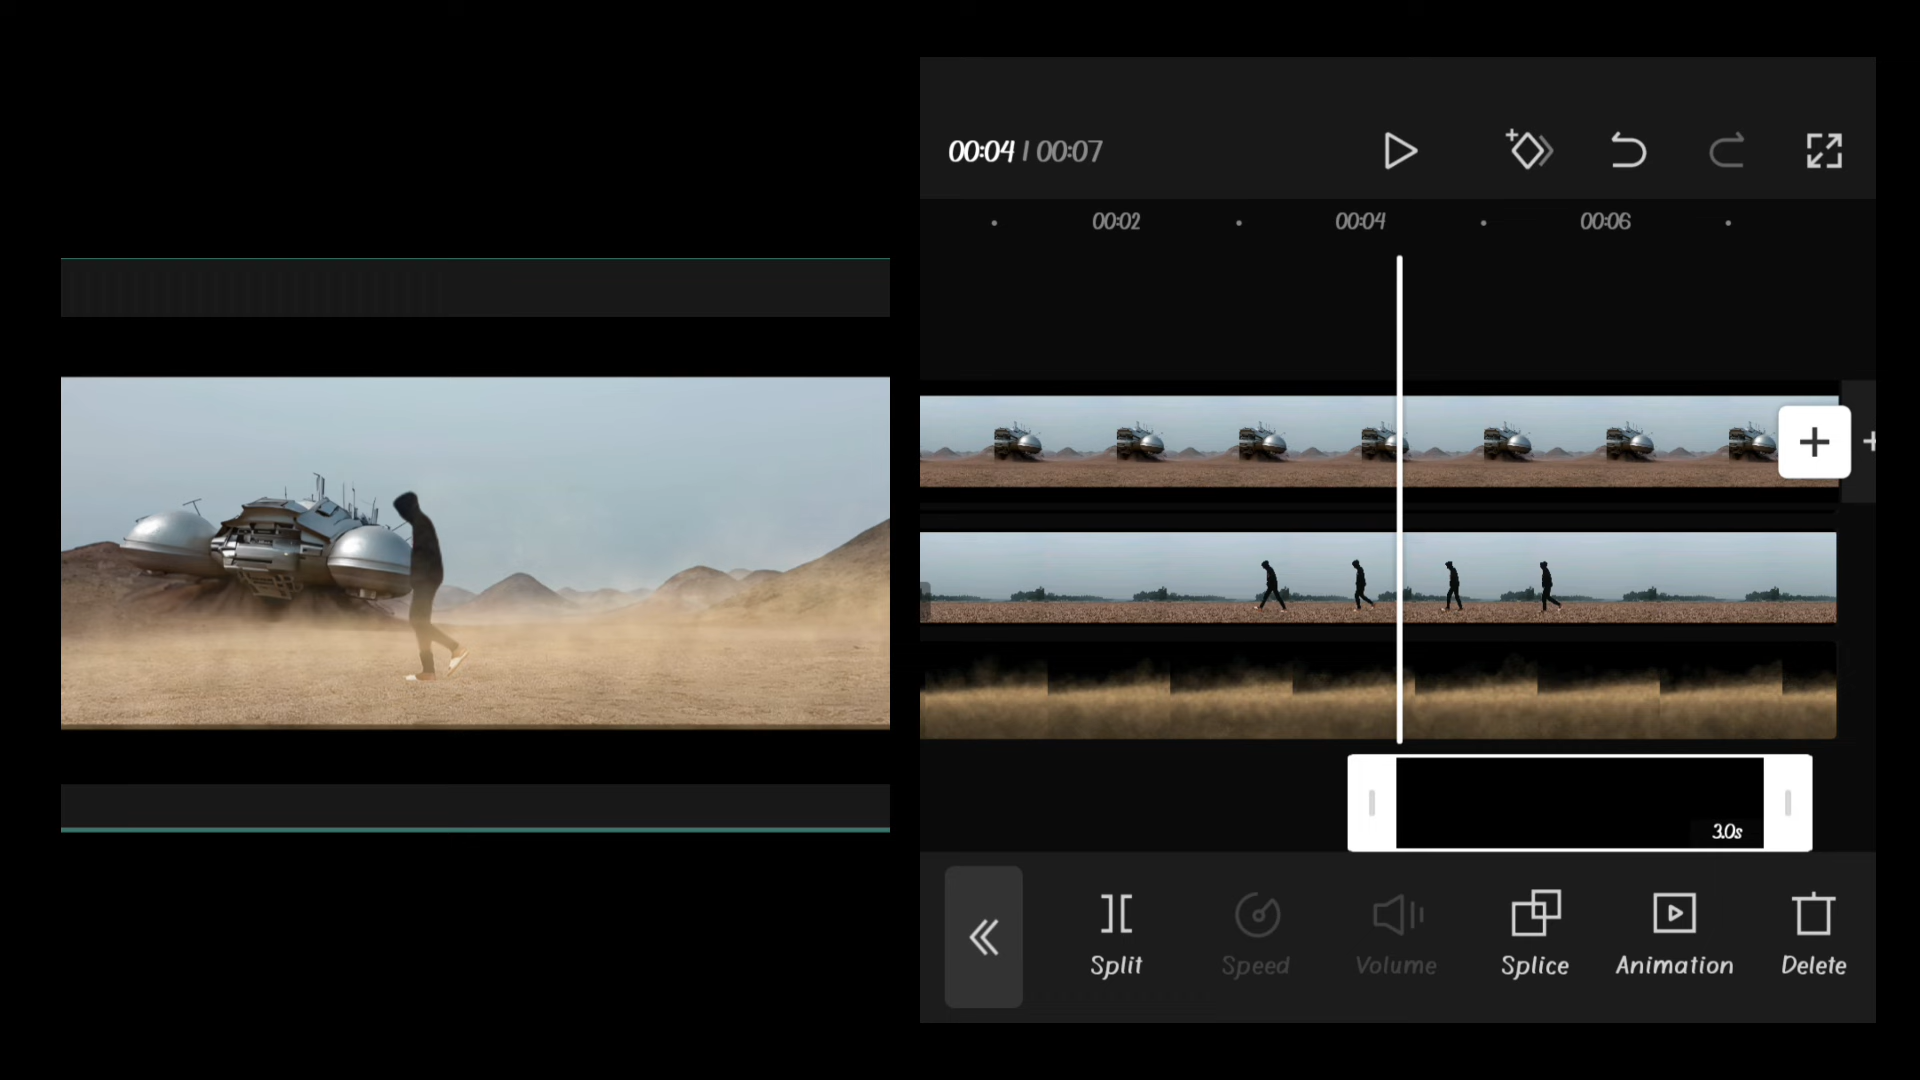 00:04 / 00:07
00:02 00:04 00:06
3.0s
Split Speed Volume Splice Animation Delete